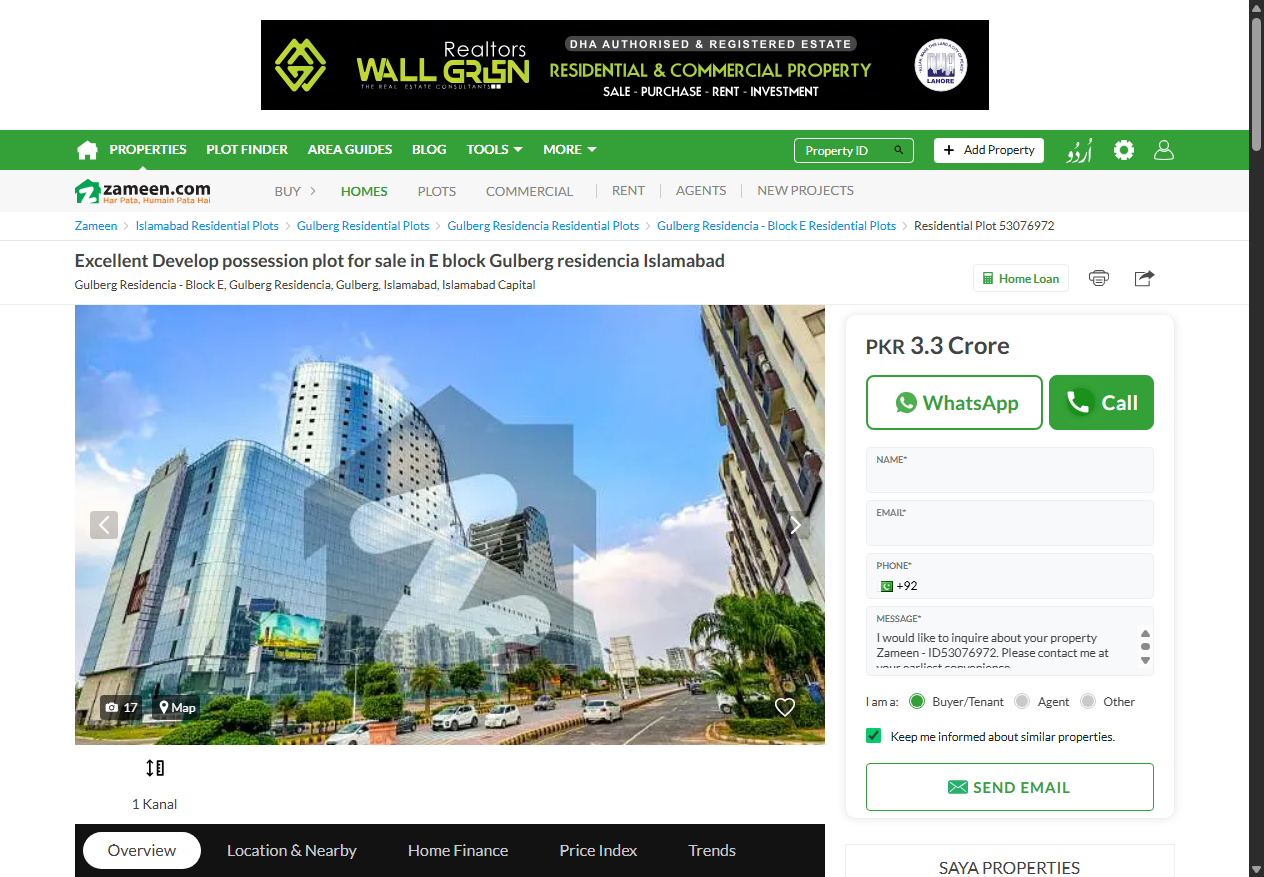 Realtors
WALL GR5N
THE REAL ESTATE CONSULTANTS
DHA AUTHORISED & REGISTERED ESTATE
RESIDENTIAL & COMMERCIAL PROPERTY
SALE - PURCHASE - RENT - INVESTMENT
DHA
LAHORE
PROPERTIES PLOT FINDER AREA GUIDES BLOG TOOLS MORE Property ID + Add Property اُردُو
zameen.com
Har Pata, Humain Pata Hai
BUY HOMES PLOTS COMMERCIAL RENT AGENTS NEW PROJECTS
Zameen > Islamabad Residential Plots > Gulberg Residential Plots > Gulberg Residencia Residential Plots > Gulberg Residencia - Block E Residential Plots > Residential Plot 53076972
Excellent Develop possession plot for sale in E block Gulberg residencia Islamabad
Gulberg Residencia - Block E, Gulberg Residencia, Gulberg, Islamabad, Islamabad Capital
Home Loan
17 Map
1 Kanal
Overview Location & Nearby Home Finance Price Index Trends
PKR 3.3 Crore
WhatsApp Call
NAME*
EMAIL*
PHONE*
+92
MESSAGE*
I would like to inquire about your property
Zameen - ID53076972. Please contact me at
your earliest convenience.
I am a: Buyer/Tenant Agent Other
Keep me informed about similar properties.
SEND EMAIL
SAYA PROPERTIES